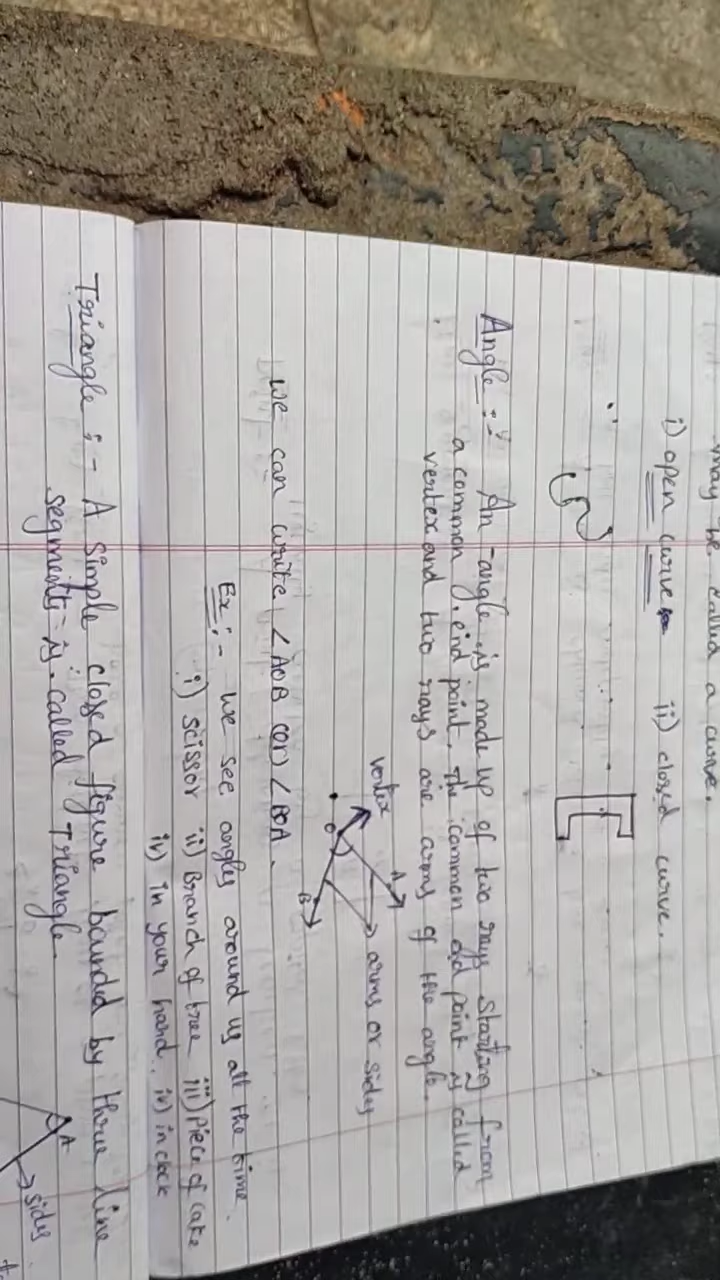 may be called a curve.
i) open curve ii) closed curve.
Angle :- An angle is made up of two rays starting from
a common end point. The common end point is called
vertex and two rays are arms of the angle.
vertex
A
arms or sides
O
B
we can write ∠AOB (or) ∠BOA.
Ex :- we see angles around us all the time.
i) scissor ii) Branch of tree iii) piece of cake
iv) in your hand. iv) in clock
Triangle :- A simple closed figure bounded by three line
segments is called Triangle.
A
sides